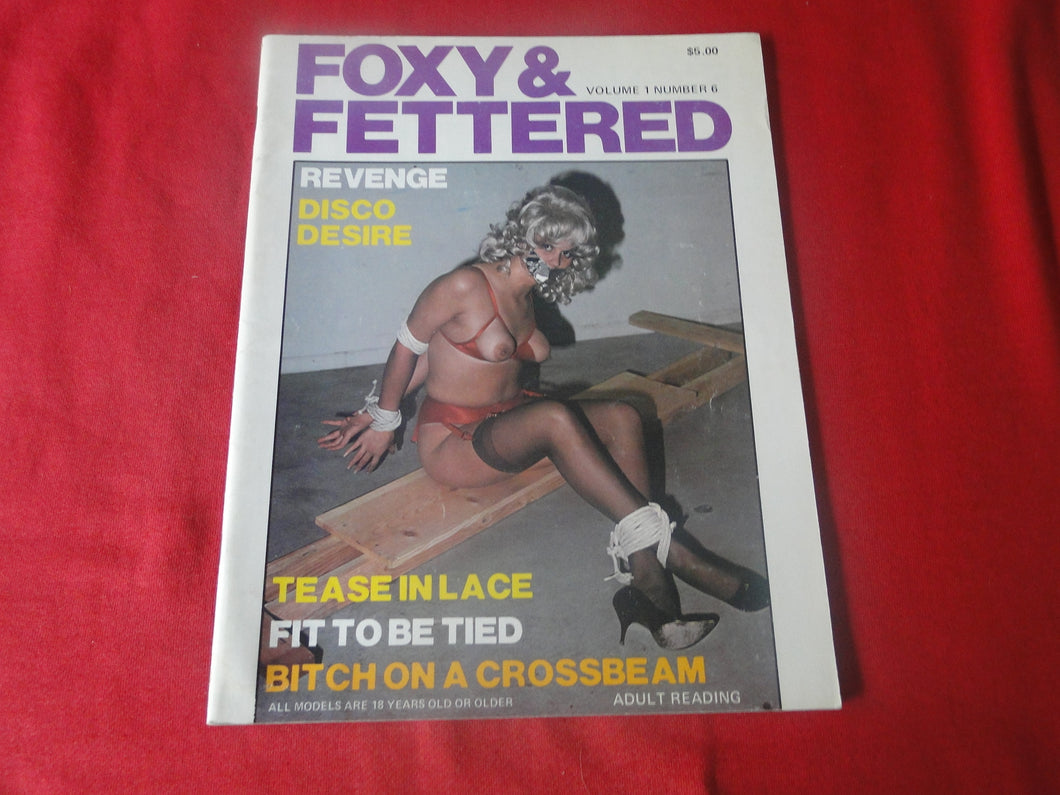 FOXY &
FETTERED
VOLUME 1 NUMBER 6
$5.00
REVENGE
DISCO
DESIRE
TEASE IN LACE
FIT TO BE TIED
BITCH ON A CROSSBEAM
ALL MODELS ARE 18 YEARS OLD OR OLDER
ADULT READING